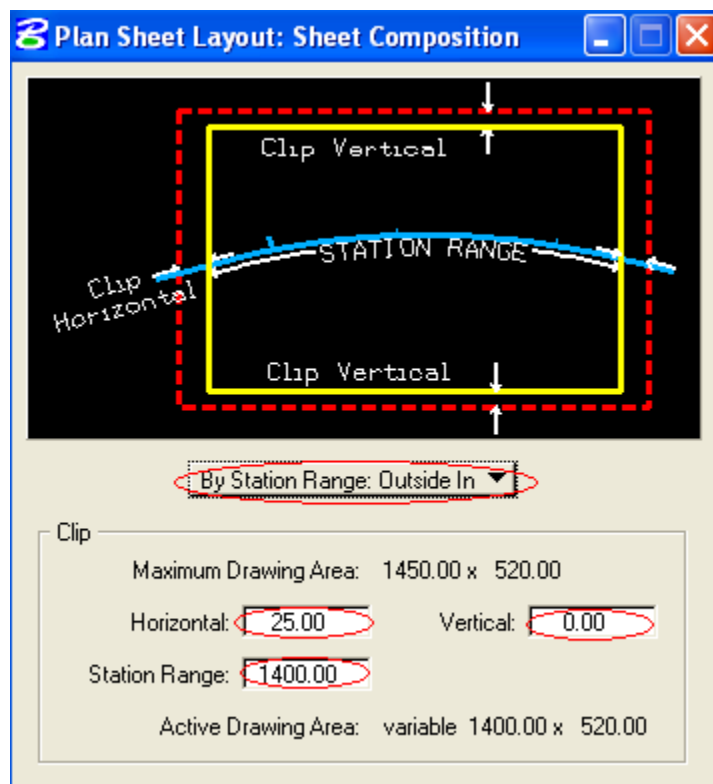 Plan Sheet Layout: Sheet Composition
Clip Vertical
STATION RANGE
Clip
Horizontal
Clip Vertical
By Station Range: Outside In
Clip
Maximum Drawing Area: 1450.00 x 520.00
Horizontal: 25.00 Vertical: 0.00
Station Range: 1400.00
Active Drawing Area: variable 1400.00 x 520.00